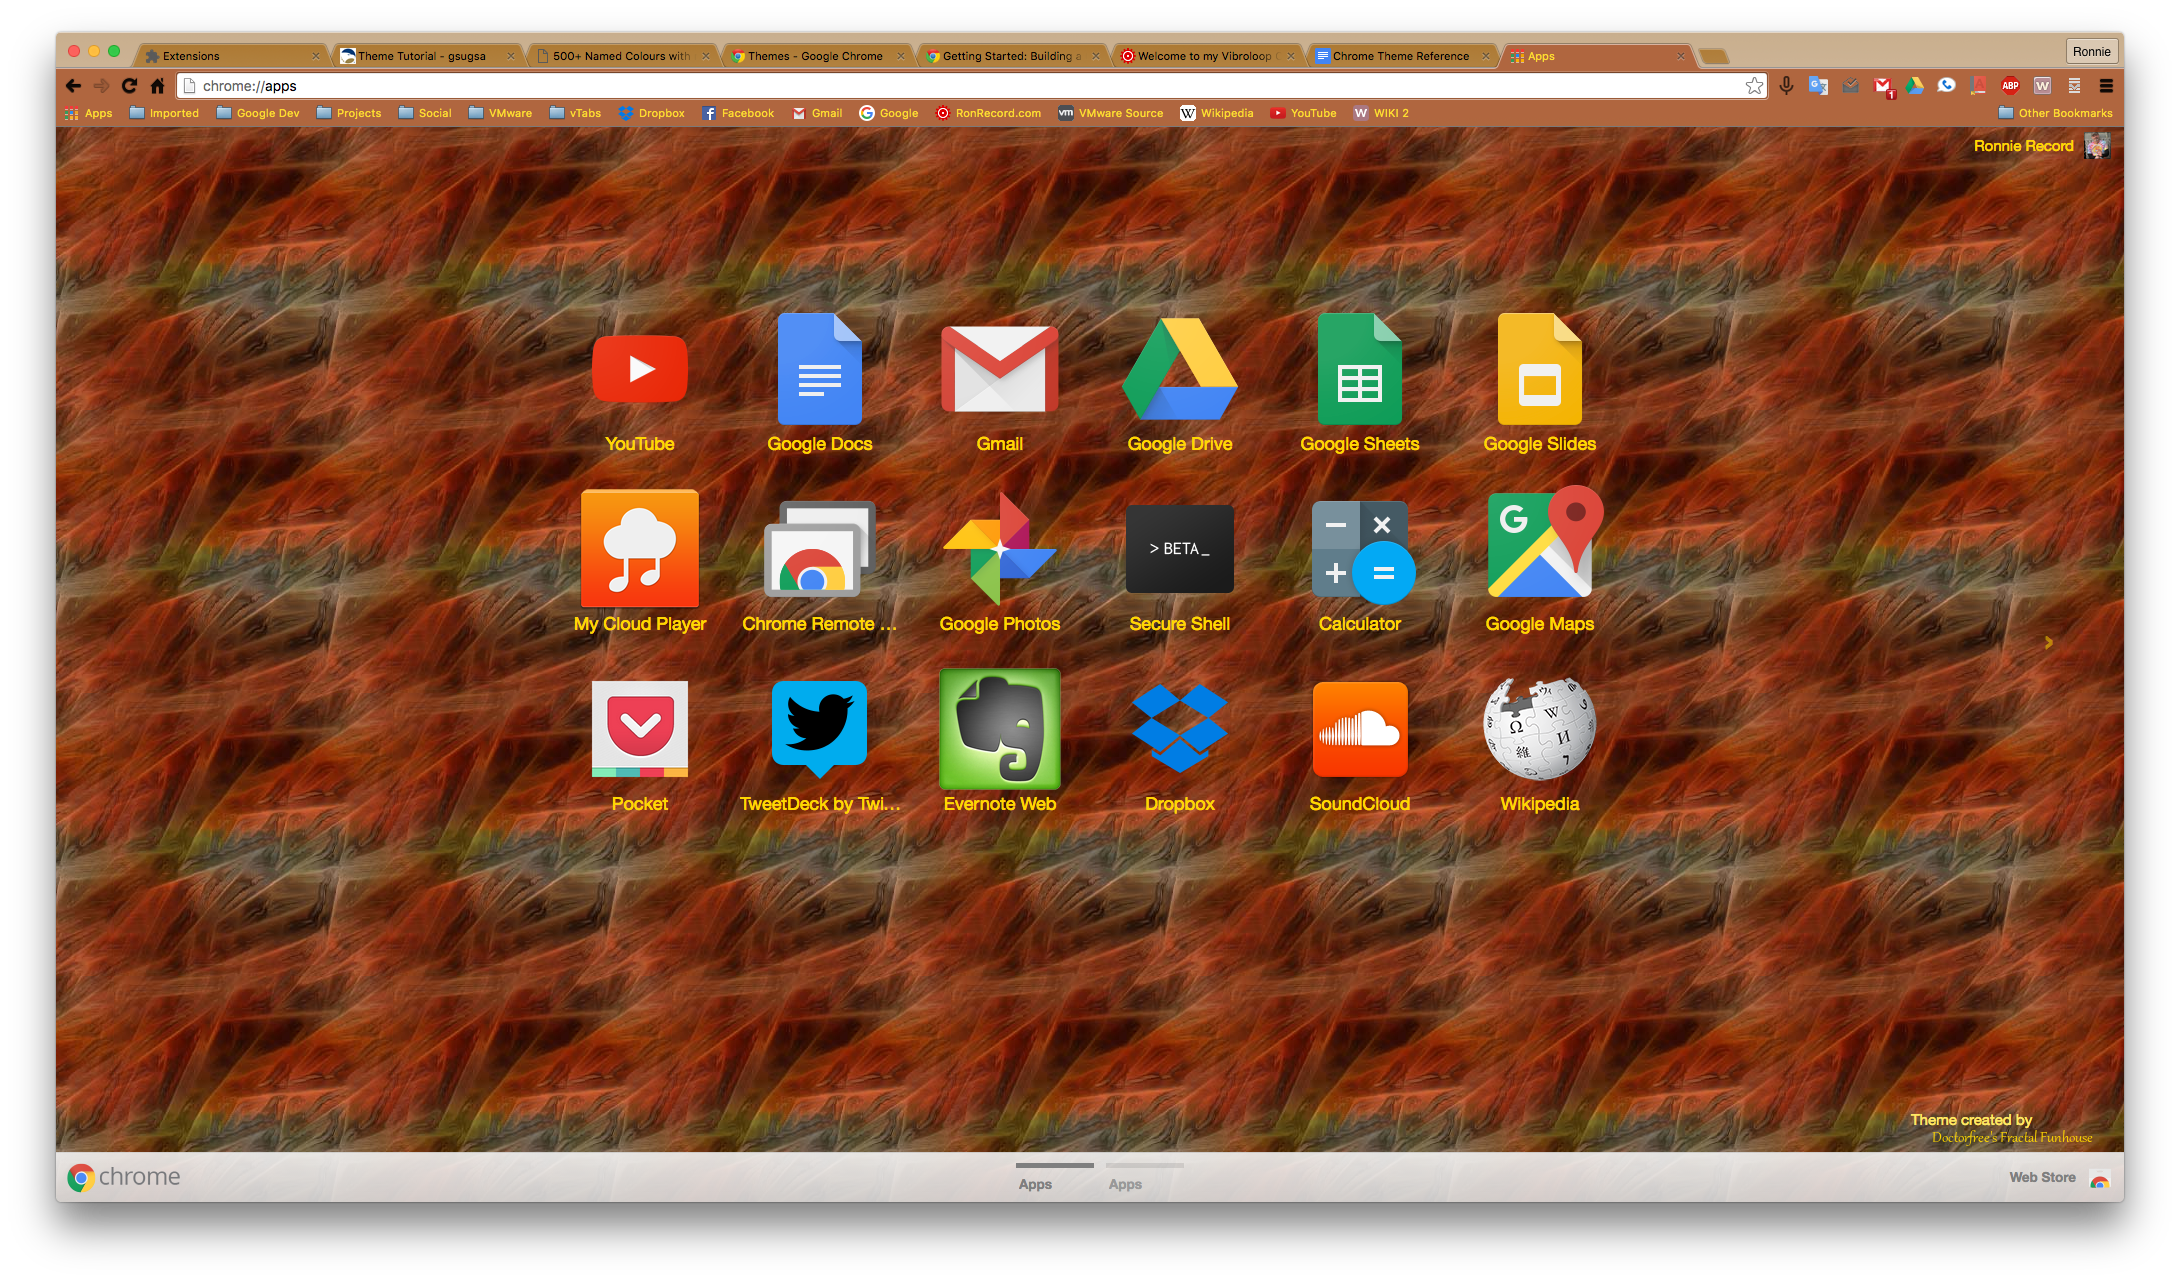 Extensions
Theme Tutorial - gsugsa
500+ Named Colours with
Themes - Google Chrome
Getting Started: Building a
Welcome to my Vibroloop
Chrome Theme Reference
Apps
Ronnie
chrome://apps
1
ABP
W
Apps
Imported
Google Dev
Projects
Social
VMware
vTabs
Dropbox
Facebook
Gmail
Google
RonRecord.com
vm VMware Source
W Wikipedia
YouTube
W WIKI 2
Other Bookmarks
Ronnie Record
YouTube
Google Docs
Gmail
Google Drive
Google Sheets
Google Slides
> BETA_
G
My Cloud Player
Chrome Remote ...
Google Photos
Secure Shell
Calculator
Google Maps
Ω W И 維
Pocket
TweetDeck by Twi...
Evernote Web
Dropbox
SoundCloud
Wikipedia
Theme created by
Doctorfree's Fractal Funhouse
chrome
Apps
Apps
Web Store